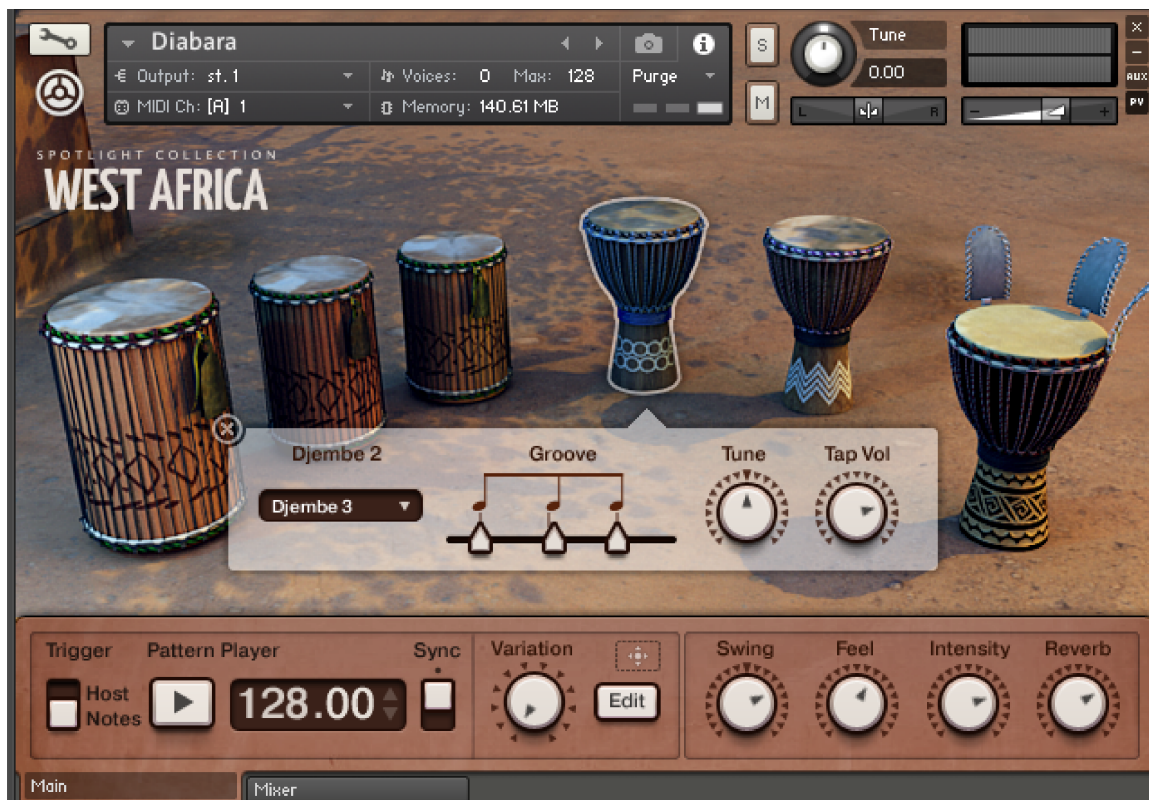 Diabara
S
Tune
Output: st.1
Voices: 0 Max: 128
Purge
0.00
AUX
MIDI Ch: [A] 1
Memory: 140.61 MB
M
L
R
PV
SPOTLIGHT COLLECTION
WEST AFRICA
Djembe 2
Groove
Tune
Tap Vol
Djembe 3
Trigger
Pattern Player
Sync
Variation
Swing
Feel
Intensity
Reverb
Host
Notes
128.00
Edit
Main
Mixer